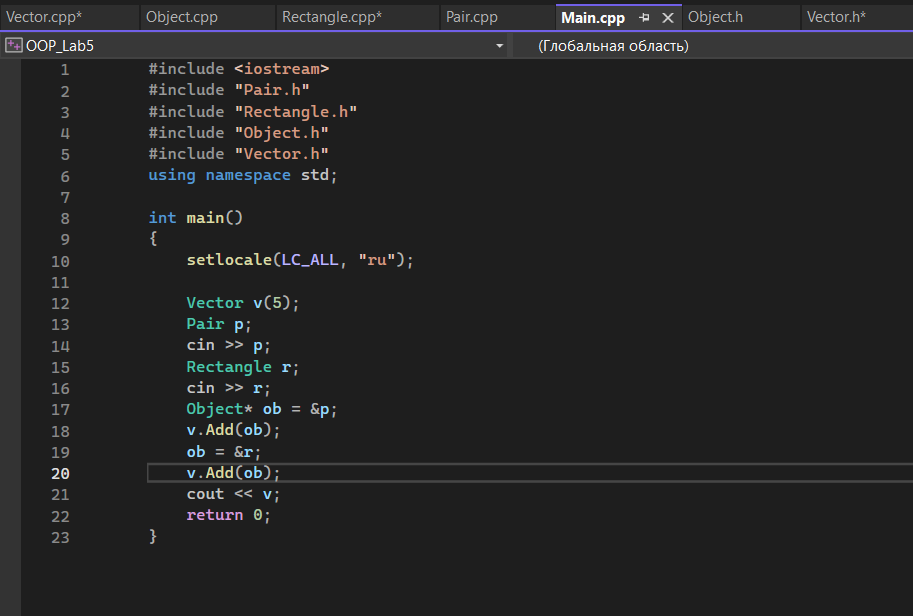 Vector.cpp* Object.cpp Rectangle.cpp* Pair.cpp Main.cpp Object.h Vector.h*
OOP_Lab5 (Глобальная область)
1 #include <iostream>
2 #include "Pair.h"
3 #include "Rectangle.h"
4 #include "Object.h"
5 #include "Vector.h"
6 using namespace std;
7
8 int main()
9 {
10 setlocale(LC_ALL, "ru");
11
12 Vector v(5);
13 Pair p;
14 cin >> p;
15 Rectangle r;
16 cin >> r;
17 Object* ob = &p;
18 v.Add(ob);
19 ob = &r;
20 v.Add(ob);
21 cout << v;
22 return 0;
23 }